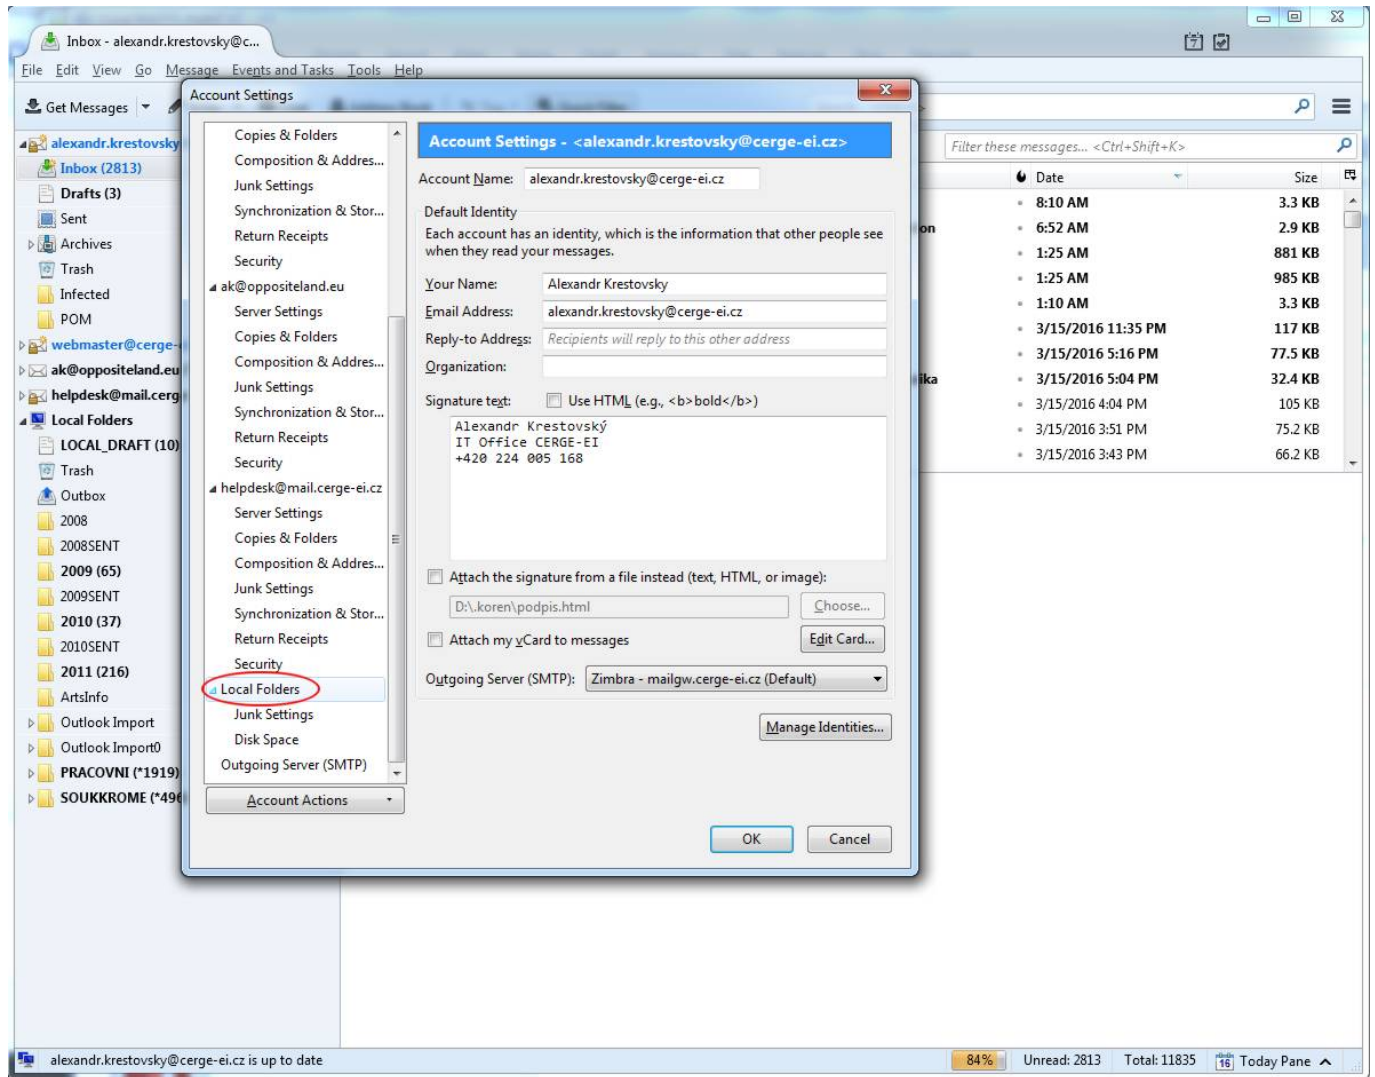 Inbox - alexandr.krestovsky@c...
7
File Edit View Go Message Events and Tasks Tools Help
Get Messages
Account Settings
alexandr.krestovsky
Inbox (2813)
Drafts (3)
Sent
Archives
Trash
Infected
POM
webmaster@cerge-
ak@oppositeland.eu
helpdesk@mail.cerg
Local Folders
LOCAL_DRAFT (10)
Trash
Outbox
2008
2008SENT
2009 (65)
2009SENT
2010 (37)
2010SENT
2011 (216)
ArtsInfo
Outlook Import
Outlook Import0
PRACOVNI (*1919)
SOUKKROME (*496
Copies & Folders
Composition & Addres...
Junk Settings
Synchronization & Stor...
Return Receipts
Security
ak@oppositeland.eu
Server Settings
Copies & Folders
Composition & Addres...
Junk Settings
Synchronization & Stor...
Return Receipts
Security
helpdesk@mail.cerge-ei.cz
Server Settings
Copies & Folders
Composition & Addres...
Junk Settings
Synchronization & Stor...
Return Receipts
Security
Local Folders
Junk Settings
Disk Space
Outgoing Server (SMTP)
Account Actions
Account Settings - <alexandr.krestovsky@cerge-ei.cz>
Account Name: alexandr.krestovsky@cerge-ei.cz
Default Identity
Each account has an identity, which is the information that other people see
when they read your messages.
Your Name: Alexandr Krestovsky
Email Address: alexandr.krestovsky@cerge-ei.cz
Reply-to Address: Recipients will reply to this other address
Organization:
Signature text: Use HTML (e.g., <b>bold</b>)
Alexandr Krestovský
IT Office CERGE-EI
+420 224 005 168
Attach the signature from a file instead (text, HTML, or image):
D:\.koren\podpis.html Choose...
Attach my vCard to messages Edit Card...
Outgoing Server (SMTP): Zimbra - mailgw.cerge-ei.cz (Default)
Manage Identities...
OK Cancel
Filter these messages... <Ctrl+Shift+K>
Date Size
8:10 AM 3.3 KB
on 6:52 AM 2.9 KB
1:25 AM 881 KB
1:25 AM 985 KB
1:10 AM 3.3 KB
3/15/2016 11:35 PM 117 KB
3/15/2016 5:16 PM 77.5 KB
ika 3/15/2016 5:04 PM 32.4 KB
3/15/2016 4:04 PM 105 KB
3/15/2016 3:51 PM 75.2 KB
3/15/2016 3:43 PM 66.2 KB
alexandr.krestovsky@cerge-ei.cz is up to date
84% Unread: 2813 Total: 11835 16 Today Pane